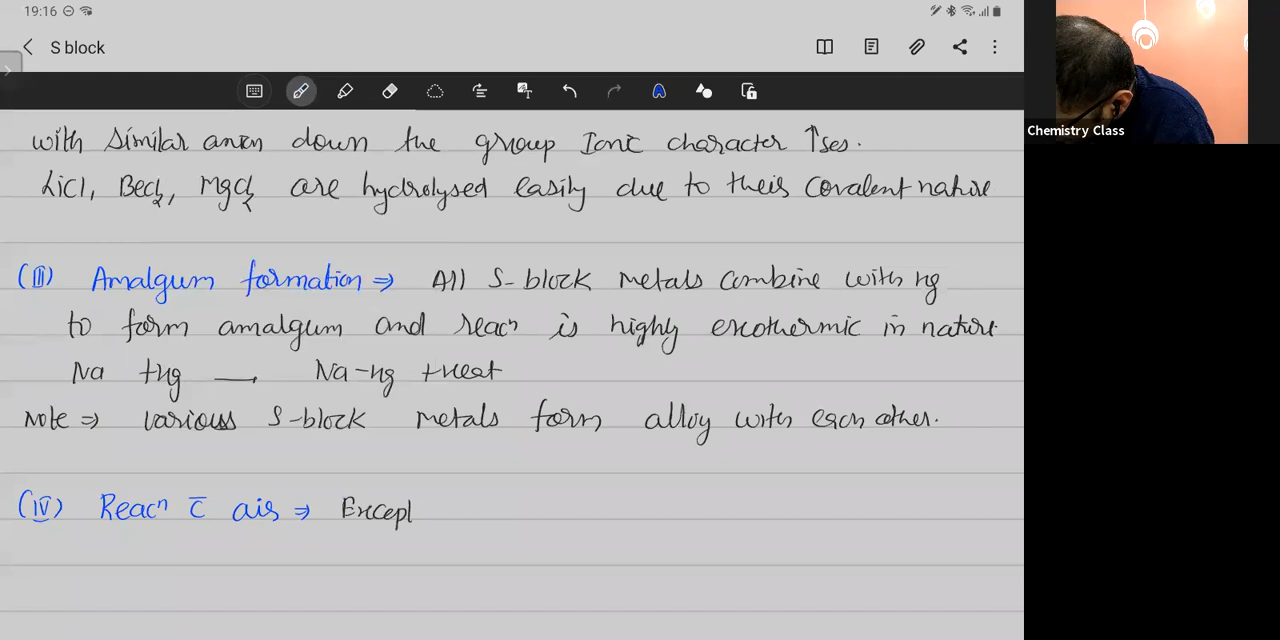 19:16
S block
Chemistry Class
with similar anion down the group Ionic character ↑ses.
LiCl, BeCl2, MgCl2 are hydrolysed easily due to their covalent nature
(III) Amalgum formation ⇒ All S-block metals combine with Hg
to form amalgum and reacⁿ is highly exothermic in nature.
Na + Hg → Na-Hg + Heat
Note ⇒ various S-block metals form alloy with each other.
(IV) Reacⁿ c̅ air ⇒ Except